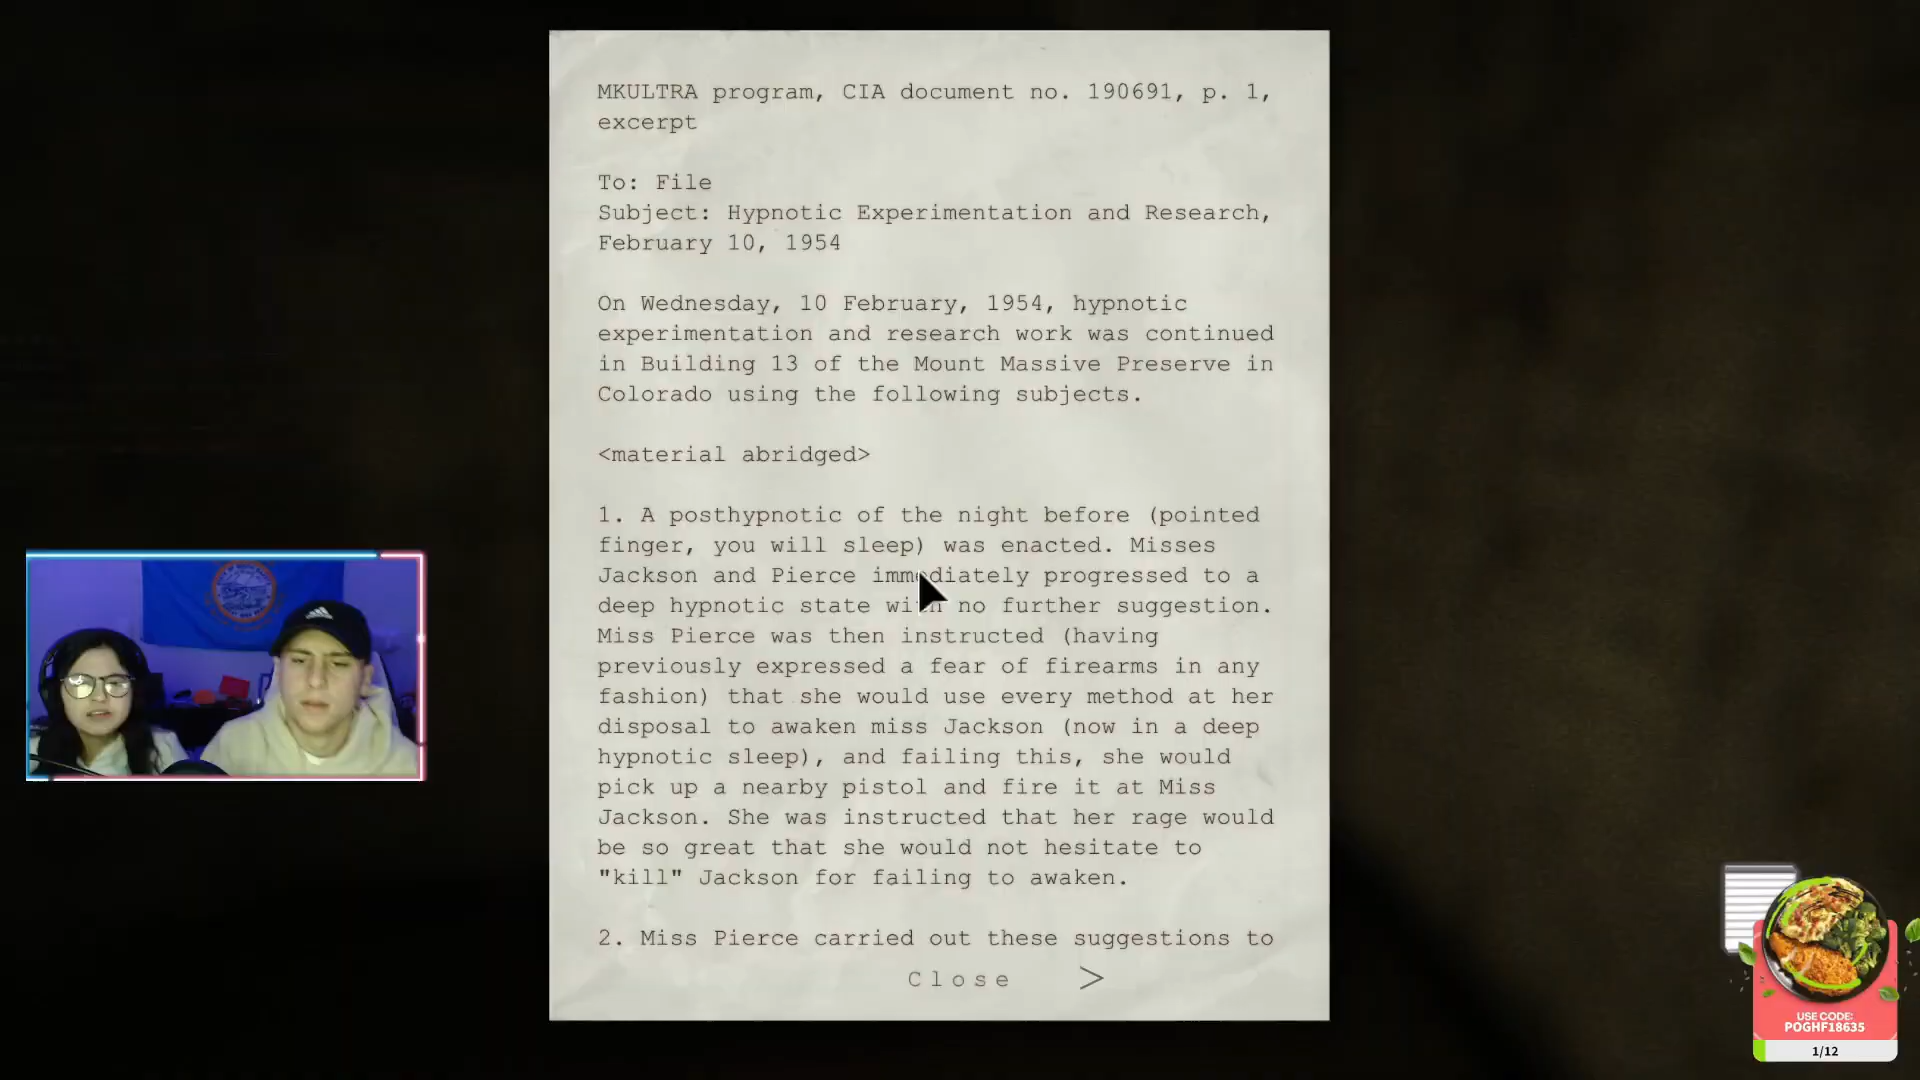 MKULTRA program, CIA document no. 190691, p. 1,
excerpt
To: File
Subject: Hypnotic Experimentation and Research,
February 10, 1954
On Wednesday, 10 February, 1954, hypnotic
experimentation and research work was continued
in Building 13 of the Mount Massive Preserve in
Colorado using the following subjects.
<material abridged>
1. A posthypnotic of the night before (pointed
finger, you will sleep) was enacted. Misses
Jackson and Pierce immediately progressed to a
deep hypnotic state with no further suggestion.
Miss Pierce was then instructed (having
previously expressed a fear of firearms in any
fashion) that she would use every method at her
disposal to awaken miss Jackson (now in a deep
hypnotic sleep), and failing this, she would
pick up a nearby pistol and fire it at Miss
Jackson. She was instructed that her rage would
be so great that she would not hesitate to
"kill" Jackson for failing to awaken.
2. Miss Pierce carried out these suggestions to
Close >
USE CODE:
POGHF18635
1/12